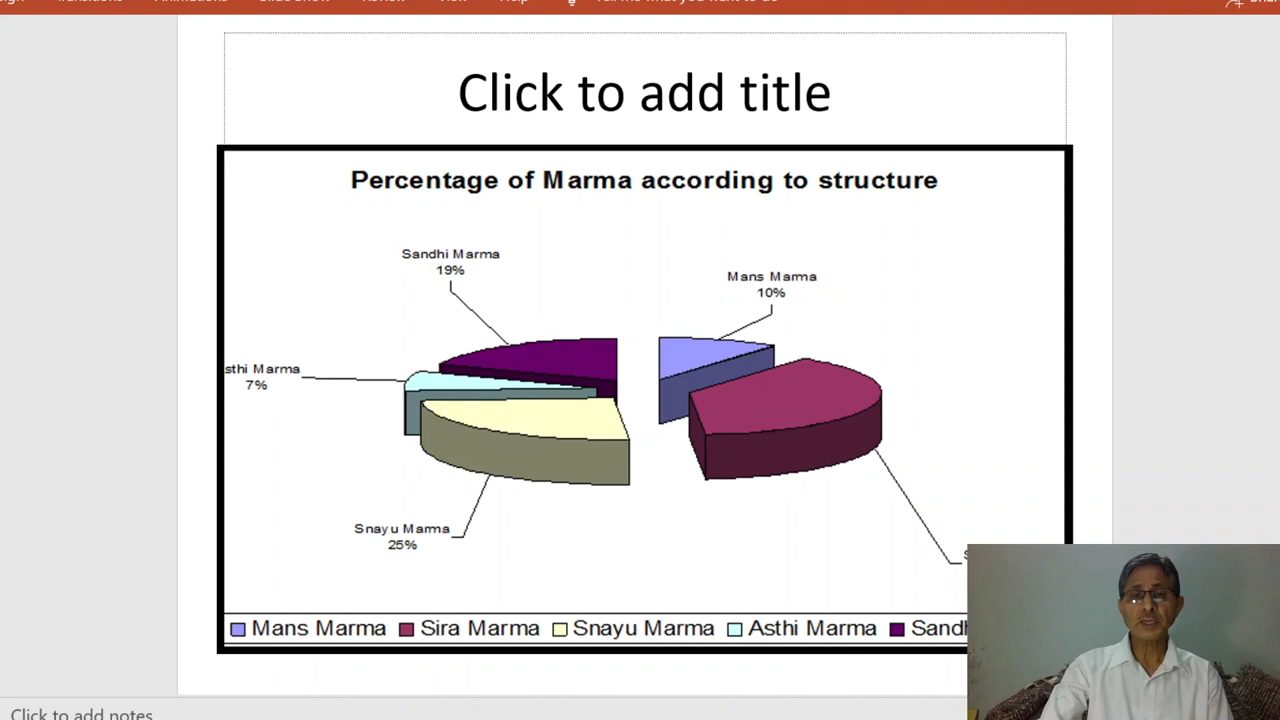 Click to add title
Percentage of Marma according to structure
Sandhi Marma
19%
Mans Marma
10%
sthi Marma
7%
Snayu Marma
25%
Mans Marma Sira Marma Snayu Marma Asthi Marma Sandh
Click to add notes